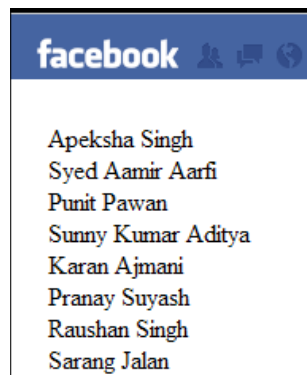 facebook
Apeksha Singh
Syed Aamir Aarfi
Punit Pawan
Sunny Kumar Aditya
Karan Ajmani
Pranay Suyash
Raushan Singh
Sarang Jalan